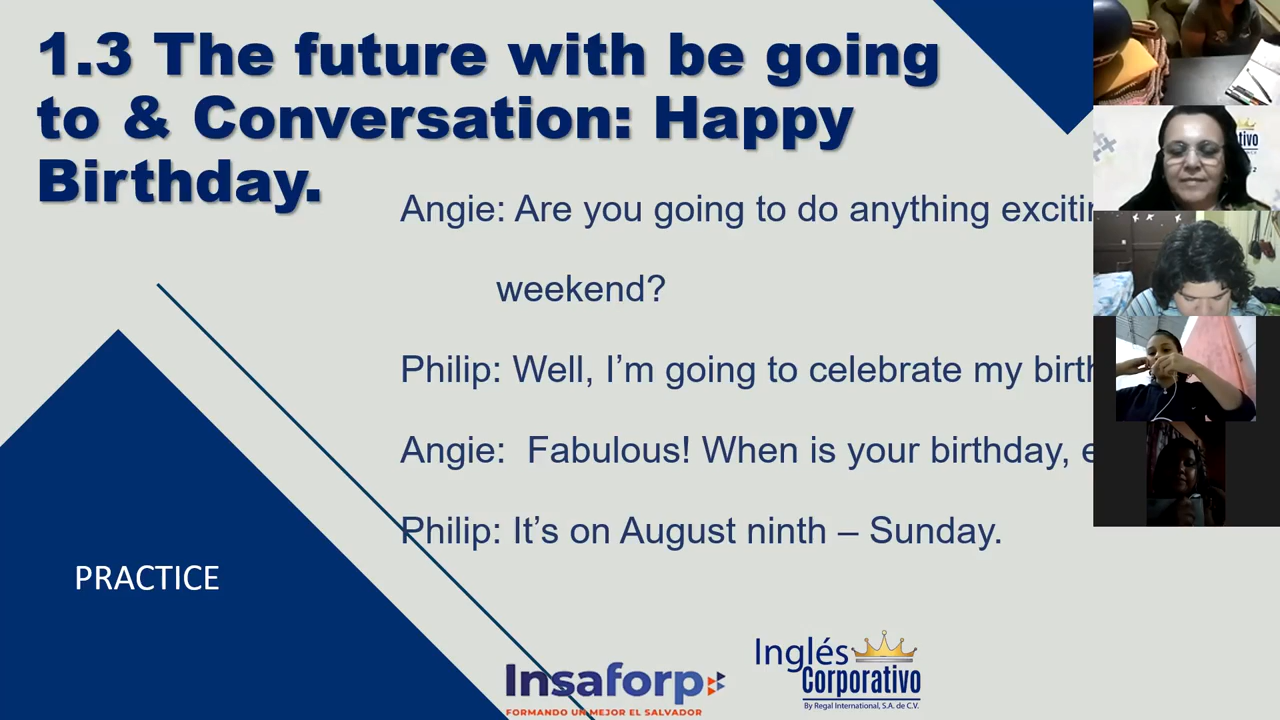 1.3 The future with be going
to & Conversation: Happy
Birthday.
Angie: Are you going to do anything
weekend?
Philip: Well, I’m going to celebrate my
Angie: Fabulous! When is your birthday,
Philip: It’s on August ninth – Sunday.
PRACTICE
Insaforp
FORMANDO UN MEJOR EL SALVADOR
Inglés
Corporativo
By Regal International, S.A. de C.V.